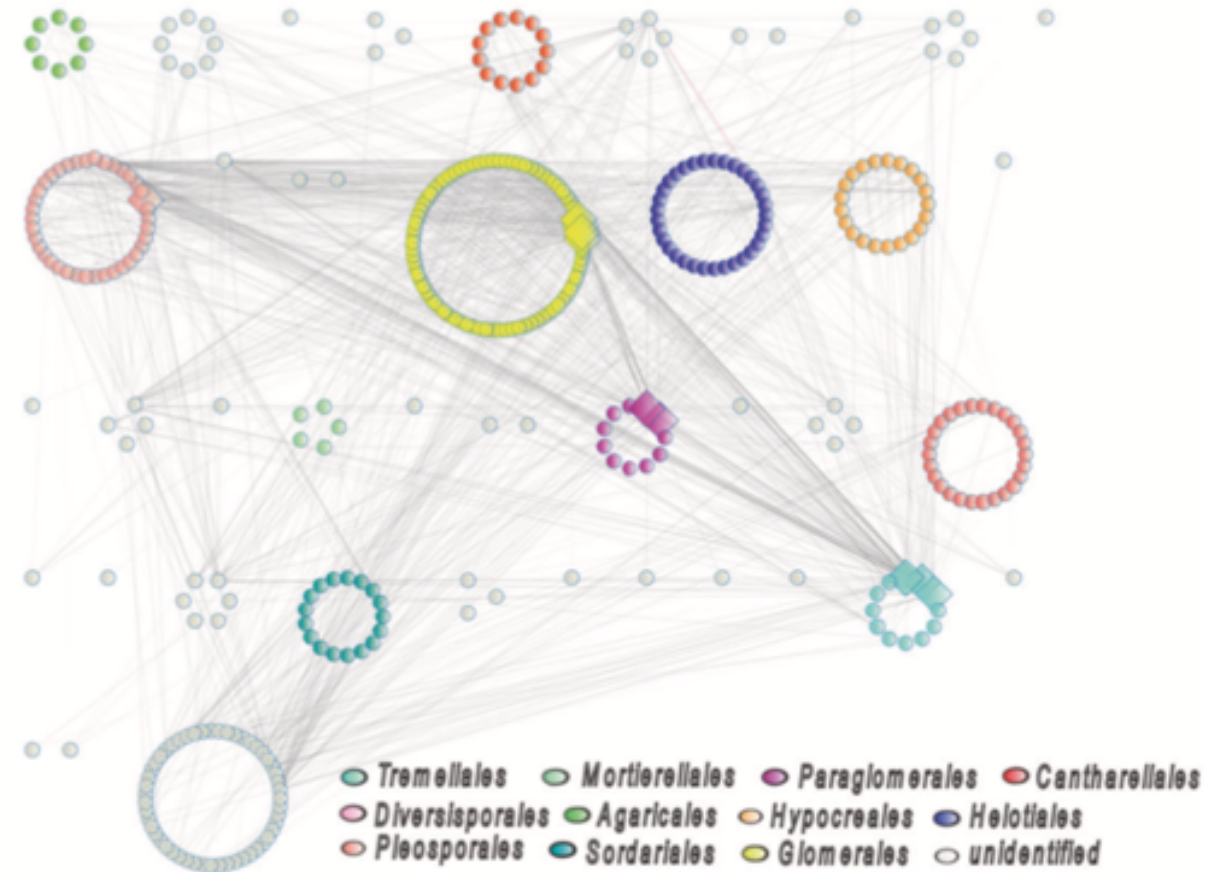 Tremellales Mortierellales Paraglomerales Cantharellales
Diversisporales Agaricales Hypocreales Helotiales
Pleosporales Sordariales Glomerales unidentified